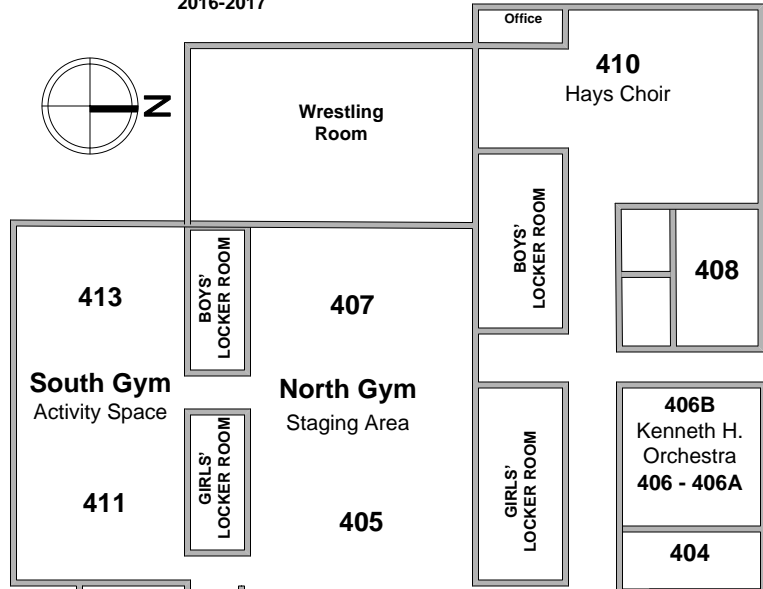 2016-2017
Office
410
Hays Choir
N
Wrestling
Room
BOYS'
LOCKER ROOM
BOYS'
LOCKER ROOM
408
413
407
South Gym
Activity Space
North Gym
Staging Area
406B
Kenneth H.
Orchestra
406 - 406A
GIRLS'
LOCKER ROOM
GIRLS'
LOCKER ROOM
411
405
404